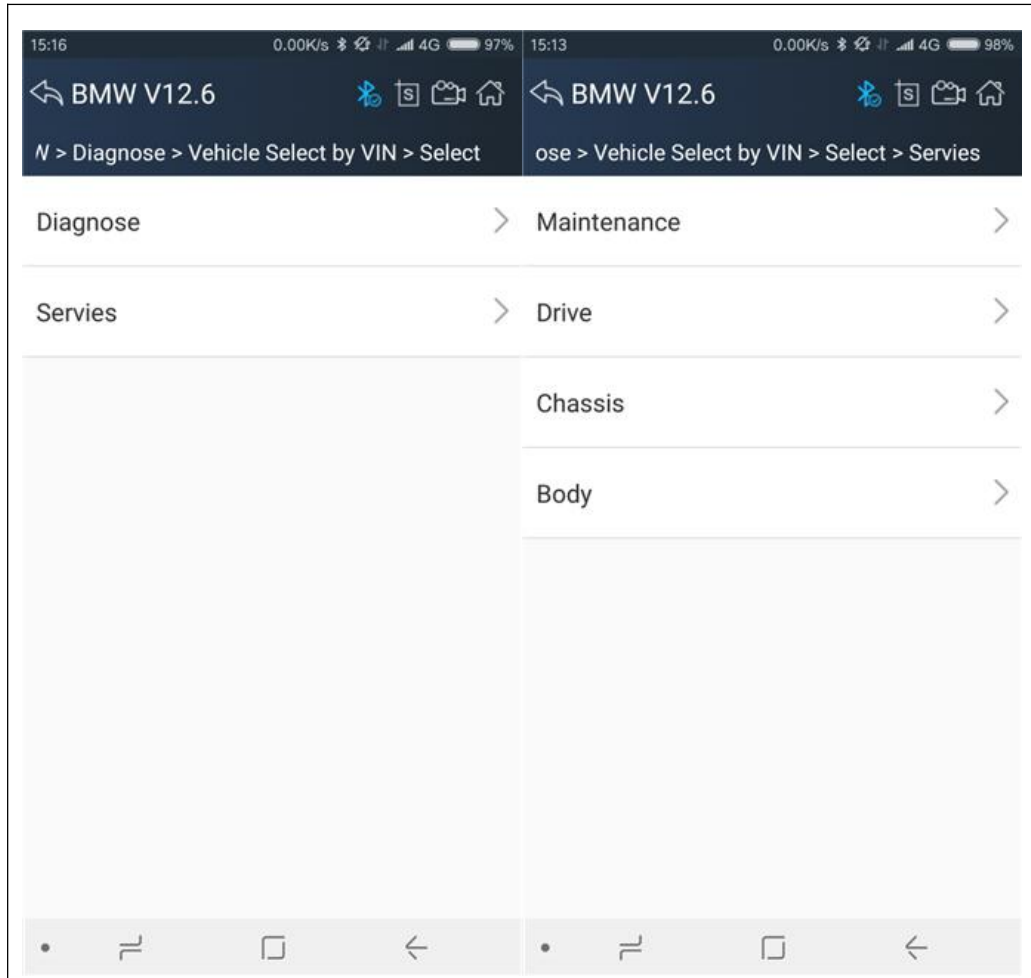 15:16 0.00K/s 4G 97%
BMW V12.6
S
> Diagnose > Vehicle Select by VIN > Select
Diagnose
Servies
15:13 0.00K/s 4G 98%
BMW V12.6
S
ose > Vehicle Select by VIN > Select > Servies
Maintenance
Drive
Chassis
Body